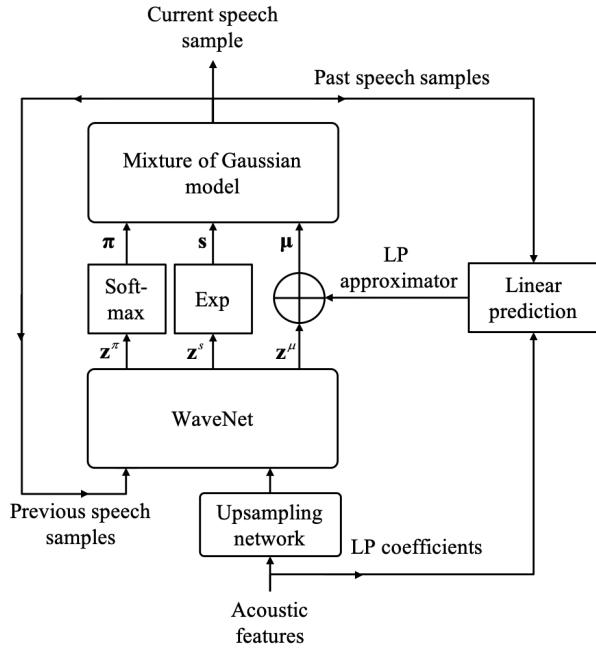 Current speech
sample
Past speech samples
Mixture of Gaussian
model
π
s
μ
LP
approximator
Soft-
max
Exp
Linear
prediction
z^π
z^s
z^μ
WaveNet
Previous speech
samples
Upsampling
network
LP coefficients
Acoustic
features